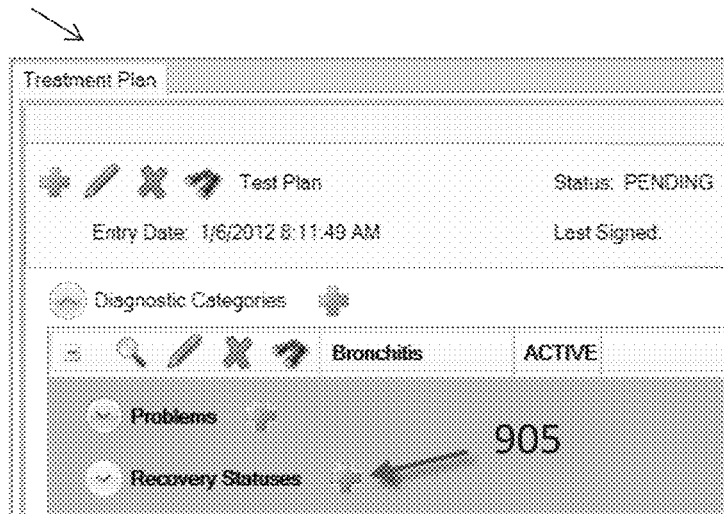 Treatment Plan
Test Plan Status: PENDING
Entry Date: 1/6/2012 8:11:49 AM Last Signed:
Diagnostic Categories
Bronchitis ACTIVE
Problems
905
Recovery Statuses